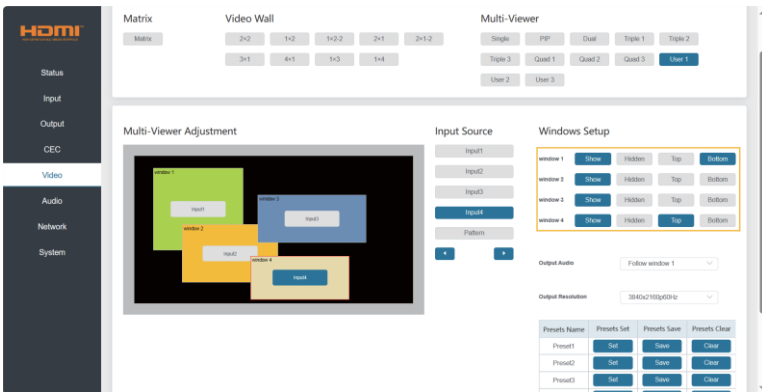 HDMI
Status
Input
Output
CEC
Video
Audio
Network
System
Matrix
Matrix
Video Wall
2×2 1×2 1×2-2 2×1 2×1-2
3×1 4×1 1×3 1×4
Multi-Viewer
Single PIP Dual Triple 1 Triple 2
Triple 3 Quad 1 Quad 2 Quad 3 User 1
User 2 User 3
Multi-Viewer Adjustment
window 1
Input1
window 3
Input3
window 2
Input2
window 4
Input4
Input Source
Input1
Input2
Input3
Input4
Pattern
Windows Setup
window 1 Show Hidden Top Bottom
window 2 Show Hidden Top Bottom
window 3 Show Hidden Top Bottom
window 4 Show Hidden Top Bottom
Output Audio Follow window 1
Output Resolution 3840x2160p60Hz
Presets Name Presets Set Presets Save Presets Clear
Preset1 Set Save Clear
Preset2 Set Save Clear
Preset3 Set Save Clear